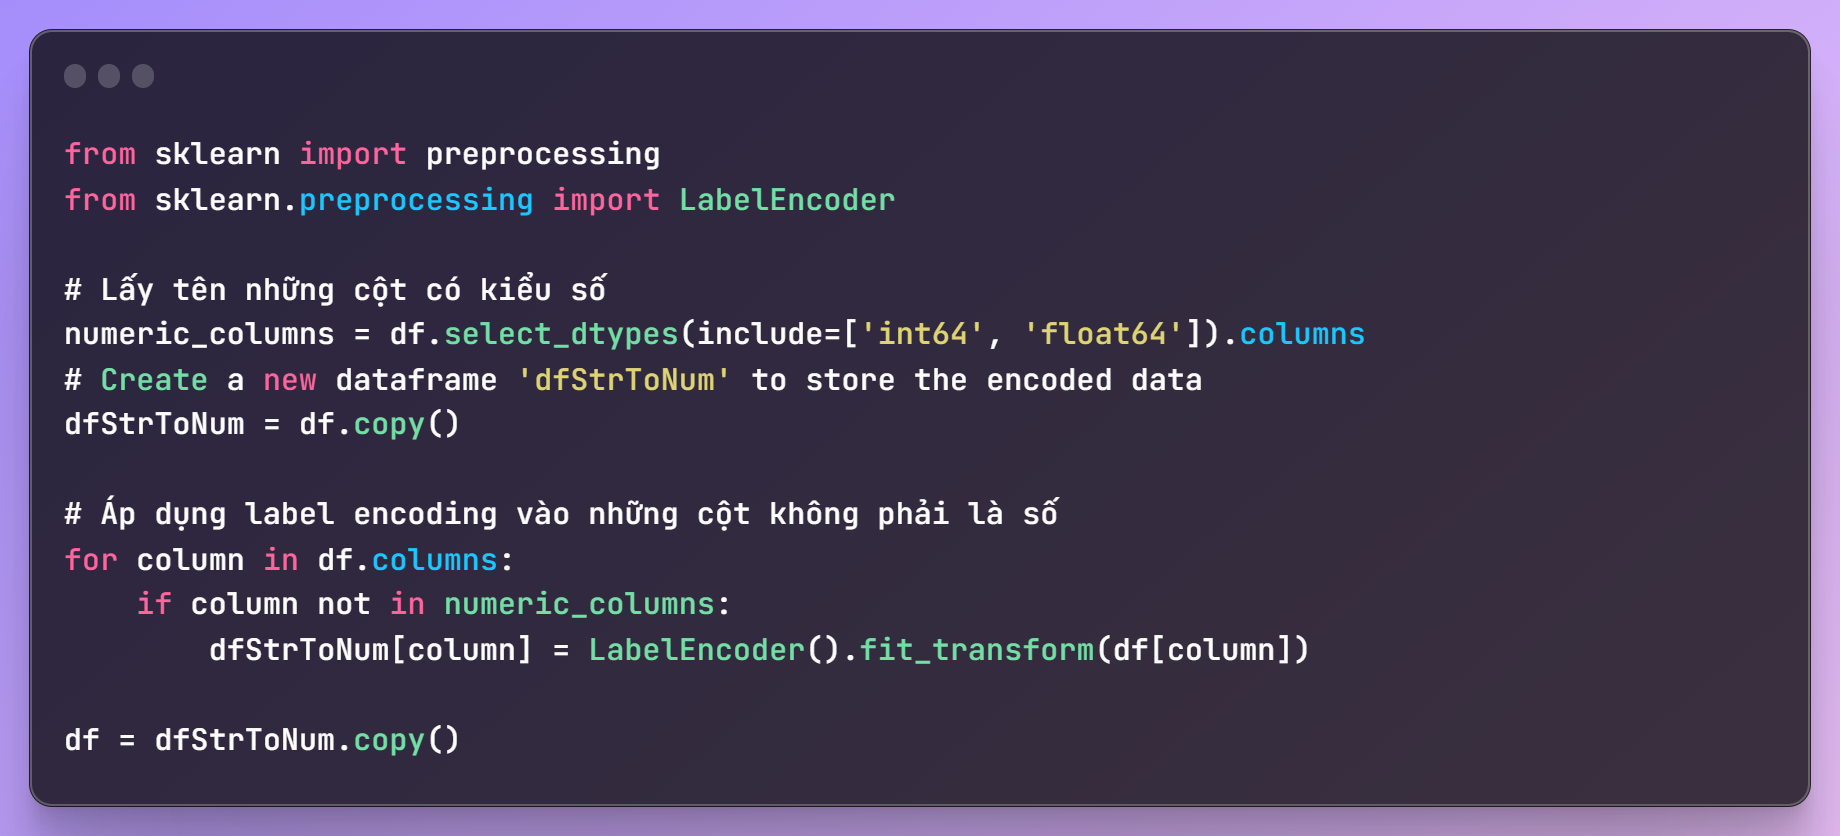 from sklearn import preprocessing
from sklearn.preprocessing import LabelEncoder
# Lấy tên những cột có kiểu số
numeric_columns = df.select_dtypes(include=['int64', 'float64']).columns
# Create a new dataframe 'dfStrToNum' to store the encoded data
dfStrToNum = df.copy()
# Áp dụng label encoding vào những cột không phải là số
for column in df.columns:
    if column not in numeric_columns:
        dfStrToNum[column] = LabelEncoder().fit_transform(df[column])
df = dfStrToNum.copy()